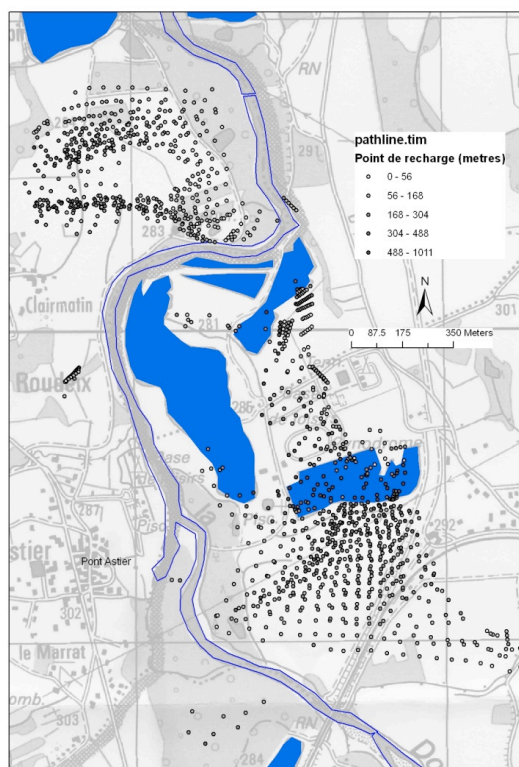 RN
291
pathline.tim
Point de recharge (metres)
0 - 56
56 - 168
168 - 304
304 - 488
488 - 1011
283
N
Clairmatin
281
301
0 87.5 175 350 Meters
Roudeix
286
287
292
Pont Astier
302
le Marrat
303
RN
284